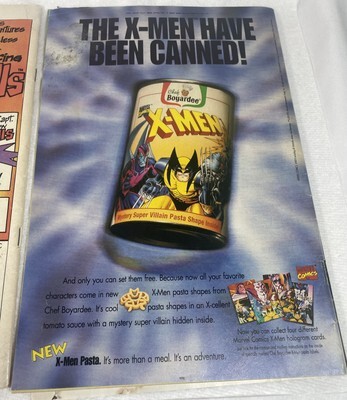 THE X-MEN HAVE
BEEN CANNED!
Chef
Boyardee
X-MEN
Mystery Super Villain Pasta Shape
And only you can set them free. Because now all your favorite
characters come in new X-Men pasta shapes from
Chef Boyardee. It's cool pasta shapes in an X-cellent
tomato sauce with a mystery super villain hidden inside.
MARVEL
COMICS
Now you can collect four different
Marvel Comics X-Men hologram cards.
NEW
X-Men Pasta. It's more than a meal. It's an adventure.
less